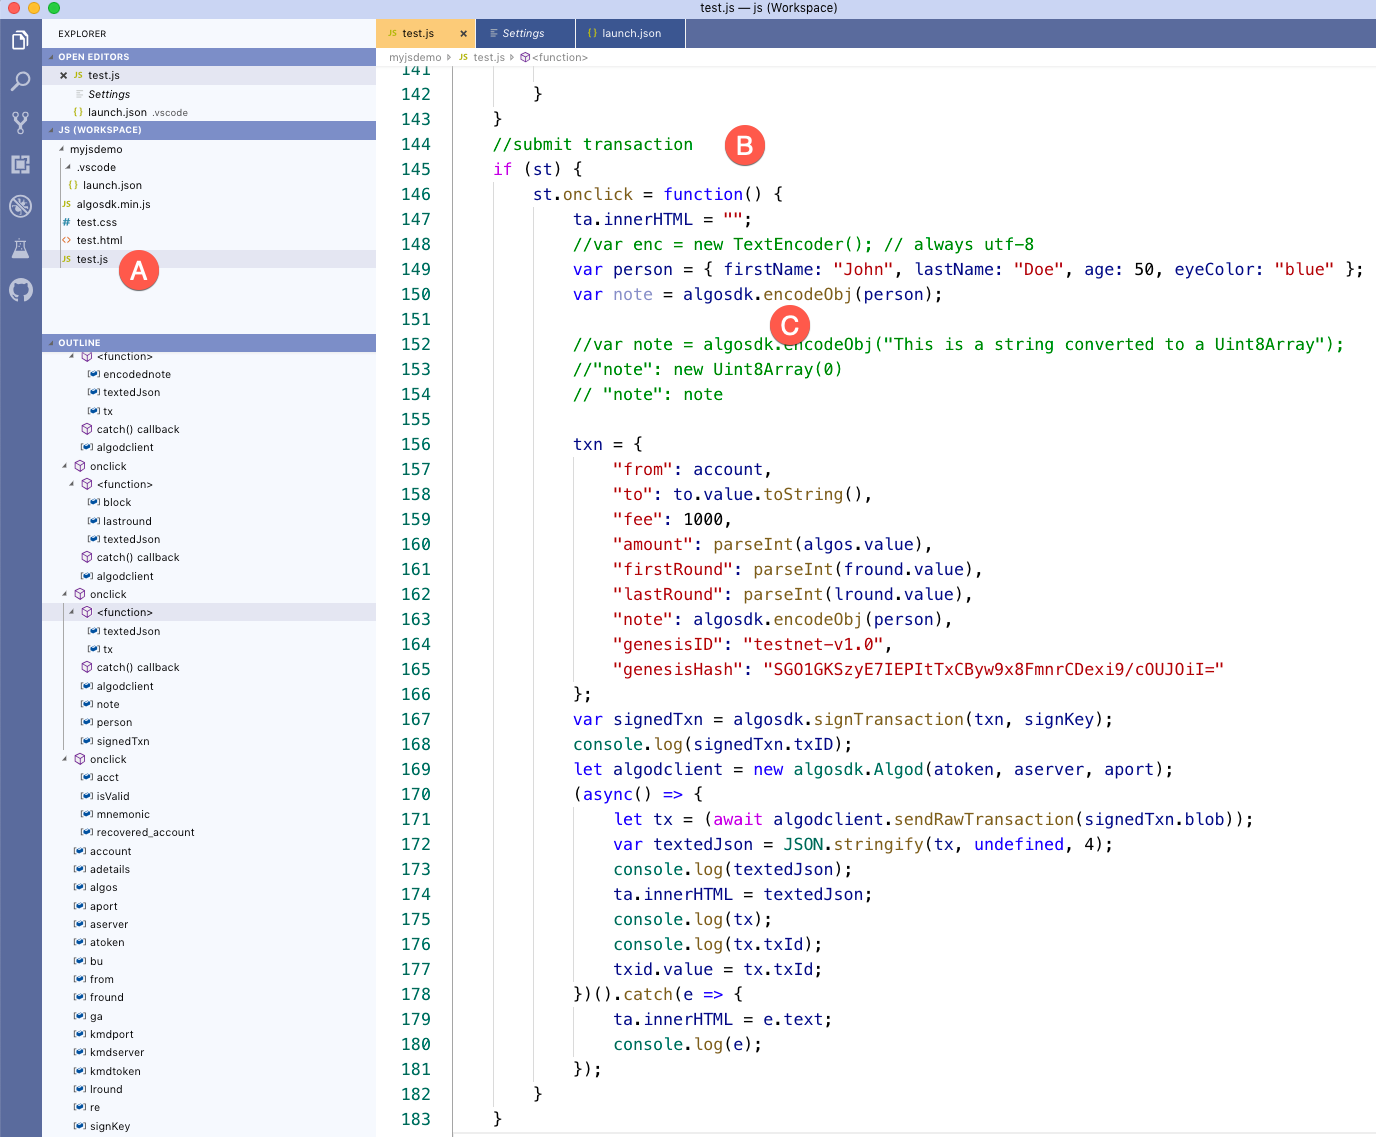 test.js — js (Workspace)
EXPLORER
OPEN EDITORS
JS test.js
Settings
{} launch.json .vscode
JS (WORKSPACE)
myjsdemo
.vscode
{} launch.json
JS algosdk.min.js
# test.css
<> test.html
JS test.js
A
OUTLINE
<function>
encodednote
textedJson
tx
catch() callback
algodclient
onclick
<function>
block
lastround
textedJson
catch() callback
algodclient
onclick
<function>
textedJson
tx
catch() callback
algodclient
note
person
signedTxn
onclick
acct
isValid
mnemonic
recovered_account
account
adetails
algos
aport
aserver
atoken
bu
from
fround
ga
kmdport
kmdserver
kmdtoken
lround
re
signKey
JS test.js × Settings {} launch.json
myjsdemo JS test.js <function>
141
142 }
143 }
144 //submit transaction B
145 if (st) {
146 st.onclick = function() {
147 ta.innerHTML = "";
148 //var enc = new TextEncoder(); // always utf-8
149 var person = { firstName: "John", lastName: "Doe", age: 50, eyeColor: "blue" };
150 var note = algosdk.encodeObj(person);
151 C
152 //var note = algosdk.encodeObj("This is a string converted to a Uint8Array");
153 //"note": new Uint8Array(0)
154 // "note": note
155
156 txn = {
157 "from": account,
158 "to": to.value.toString(),
159 "fee": 1000,
160 "amount": parseInt(algos.value),
161 "firstRound": parseInt(fround.value),
162 "lastRound": parseInt(lround.value),
163 "note": algosdk.encodeObj(person),
164 "genesisID": "testnet-v1.0",
165 "genesisHash": "SGO1GKSzyE7IEPItTxCByw9x8FmnrCDexi9/cOUJOiI="
166 };
167 var signedTxn = algosdk.signTransaction(txn, signKey);
168 console.log(signedTxn.txID);
169 let algodclient = new algosdk.Algod(atoken, aserver, aport);
170 (async() => {
171 let tx = (await algodclient.sendRawTransaction(signedTxn.blob));
172 var textedJson = JSON.stringify(tx, undefined, 4);
173 console.log(textedJson);
174 ta.innerHTML = textedJson;
175 console.log(tx);
176 console.log(tx.txId);
177 txid.value = tx.txId;
178 })().catch(e => {
179 ta.innerHTML = e.text;
180 console.log(e);
181 });
182 }
183 }